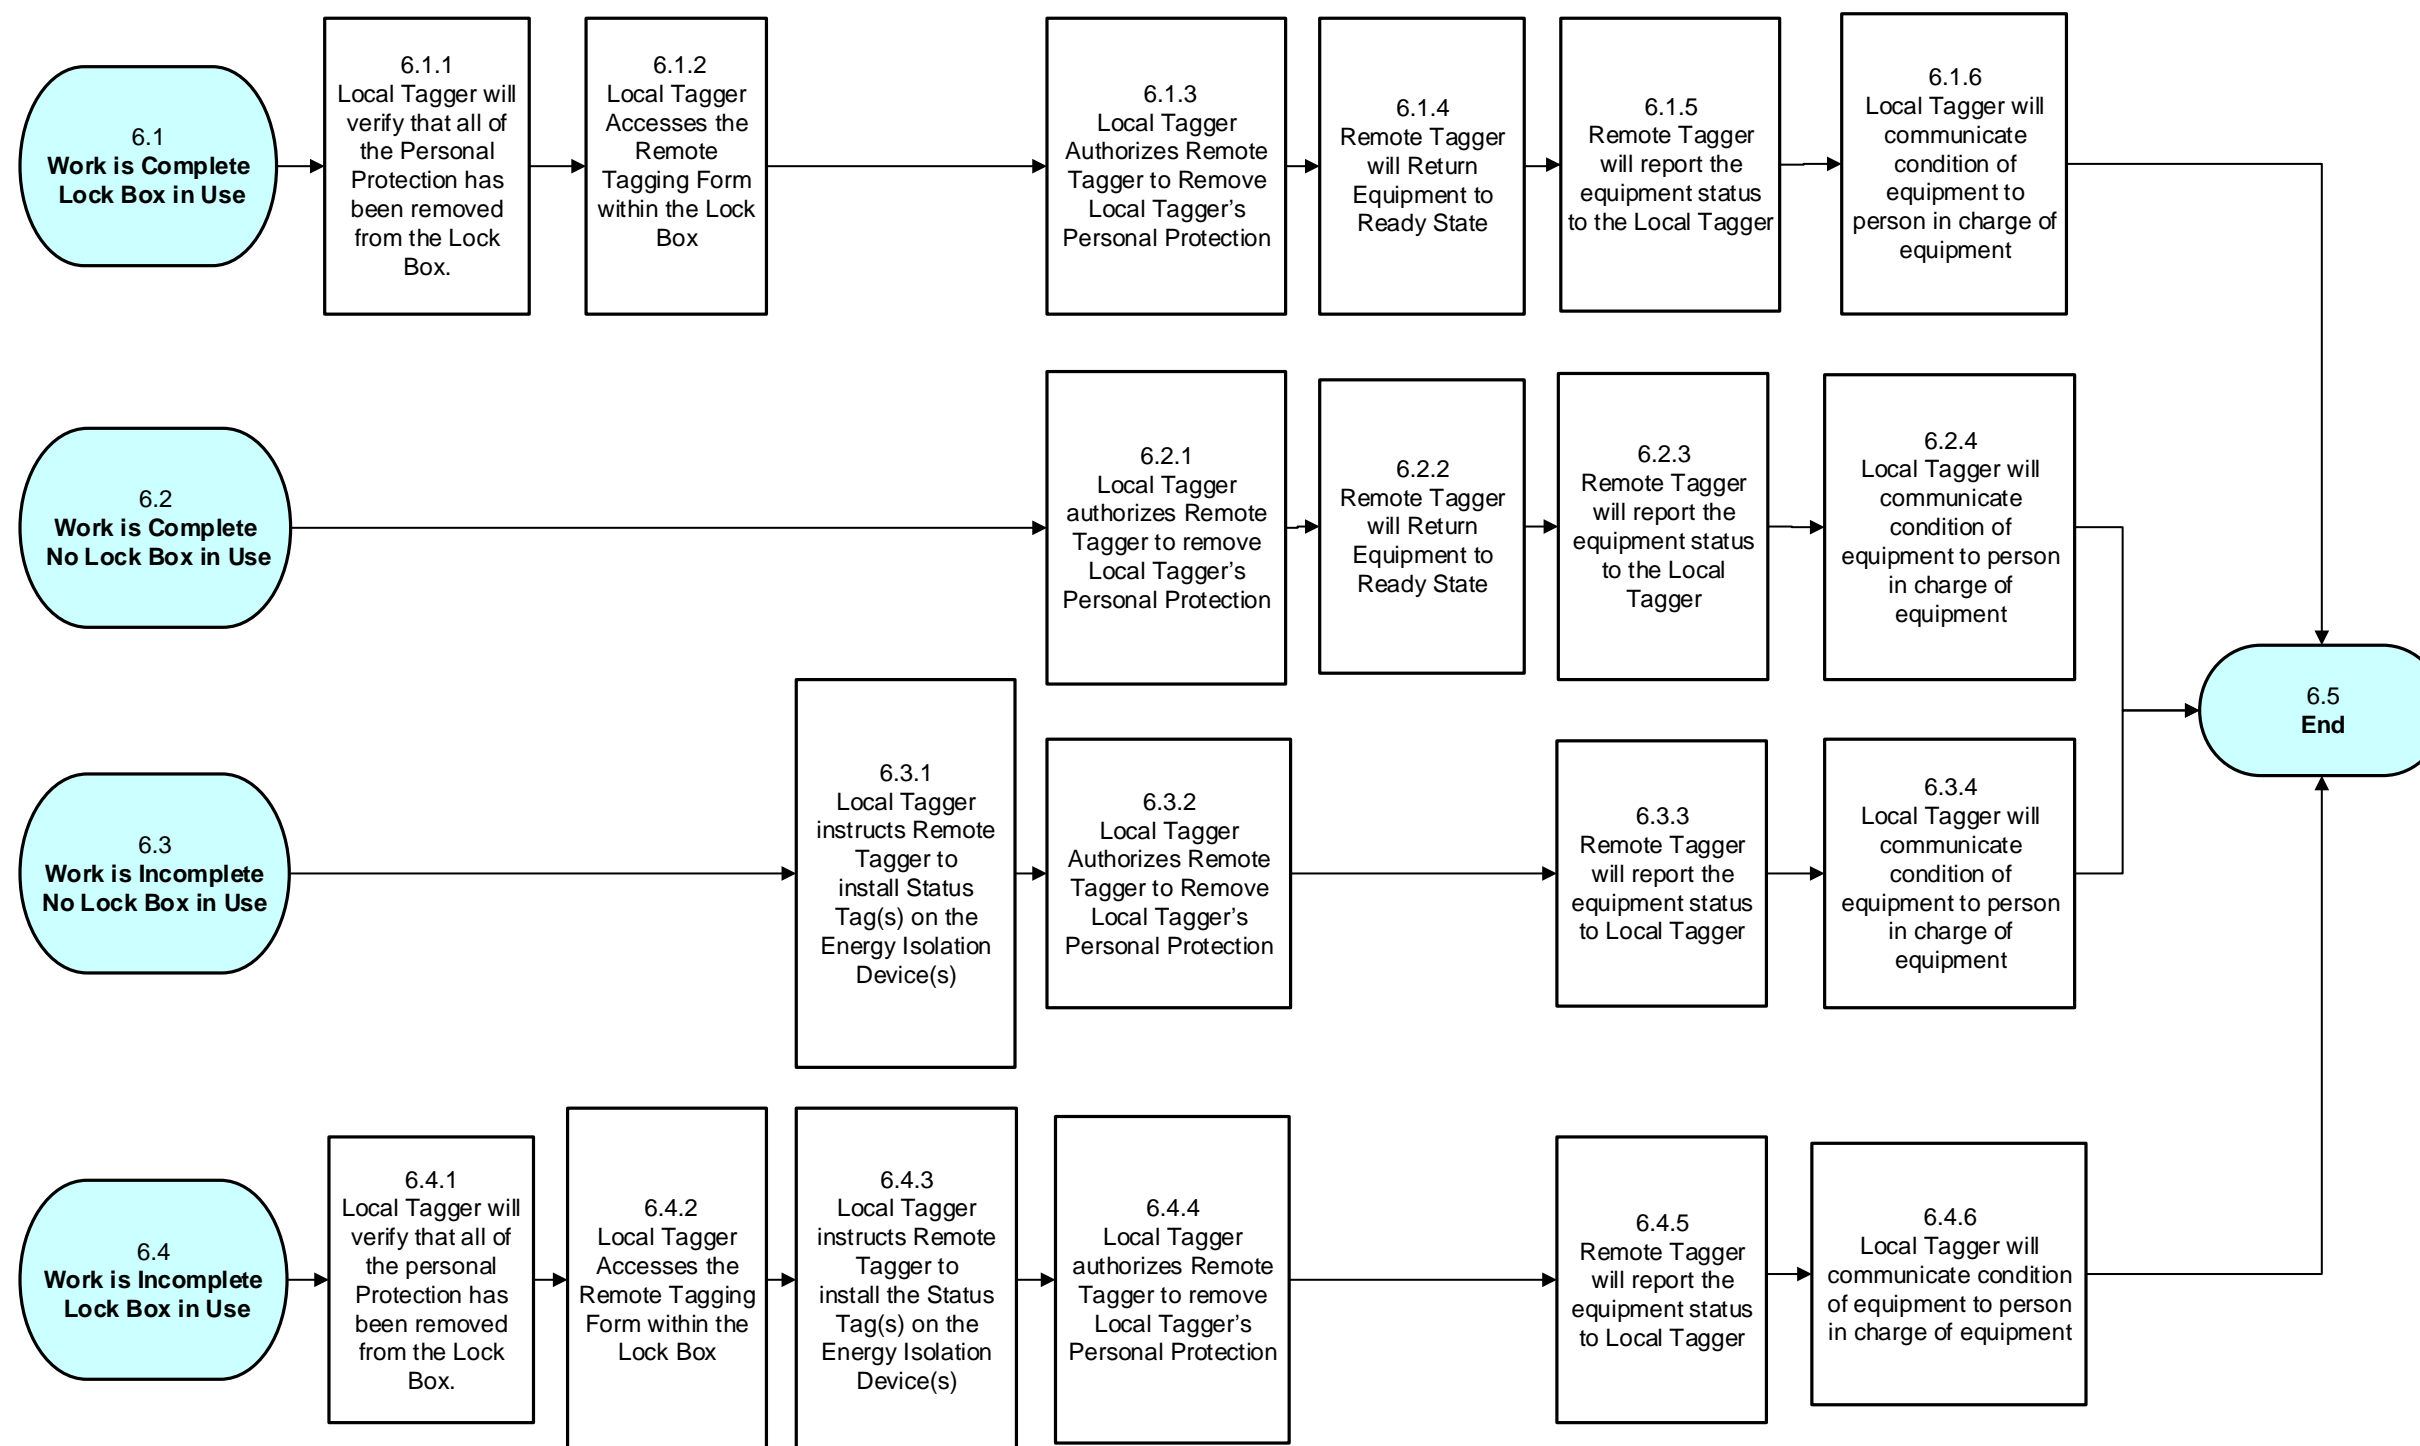 6.1
Work is Complete
Lock Box in Use
6.1.1
Local Tagger will
verify that all of
the Personal
Protection has
been removed
from the Lock
Box.
6.1.2
Local Tagger
Accesses the
Remote
Tagging Form
within the Lock
Box
6.1.3
Local Tagger
Authorizes Remote
Tagger to Remove
Local Tagger’s
Personal Protection
6.1.4
Remote Tagger
will Return
Equipment to
Ready State
6.1.5
Remote Tagger
will report the
equipment status
to the Local Tagger
6.1.6
Local Tagger will
communicate
condition of
equipment to
person in charge of
equipment
6.2
Work is Complete
No Lock Box in Use
6.2.1
Local Tagger
authorizes Remote
Tagger to remove
Local Tagger’s
Personal Protection
6.2.2
Remote Tagger
will Return
Equipment to
Ready State
6.2.3
Remote Tagger
will report the
equipment status
to the Local
Tagger
6.2.4
Local Tagger will
communicate
condition of
equipment to person
in charge of
equipment
6.3
Work is Incomplete
No Lock Box in Use
6.3.1
Local Tagger
instructs Remote
Tagger to
install Status
Tag(s) on the
Energy Isolation
Device(s)
6.3.2
Local Tagger
Authorizes Remote
Tagger to Remove
Local Tagger’s
Personal Protection
6.3.3
Remote Tagger
will report the
equipment status
to Local Tagger
6.3.4
Local Tagger will
communicate
condition of
equipment to person
in charge of
equipment
6.5
End
6.4
Work is Incomplete
Lock Box in Use
6.4.1
Local Tagger will
verify that all of
the personal
Protection has
been removed
from the Lock
Box.
6.4.2
Local Tagger
Accesses the
Remote Tagging
Form within the
Lock Box
6.4.3
Local Tagger
instructs Remote
Tagger to
install the Status
Tag(s) on the
Energy Isolation
Device(s)
6.4.4
Local Tagger
authorizes Remote
Tagger to remove
Local Tagger’s
Personal Protection
6.4.5
Remote Tagger
will report the
equipment status
to Local Tagger
6.4.6
Local Tagger will
communicate condition
of equipment to person
in charge of equipment